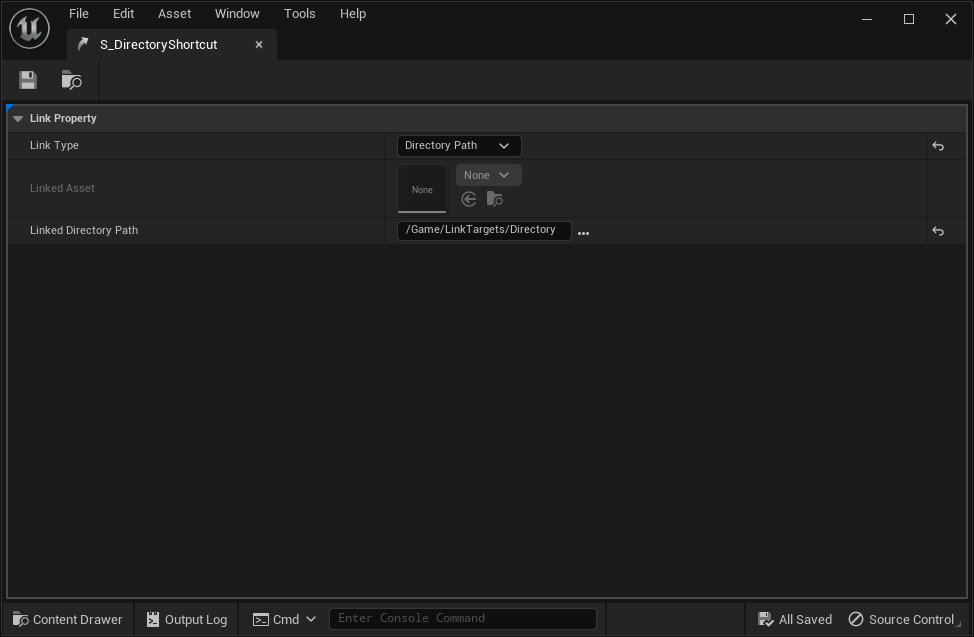 File Edit Asset Window Tools Help
S_DirectoryShortcut
Link Property
Link Type Directory Path
Linked Asset None None
Linked Directory Path /Game/LinkTargets/Directory ...
Content Drawer Output Log Cmd Enter Console Command All Saved Source Control